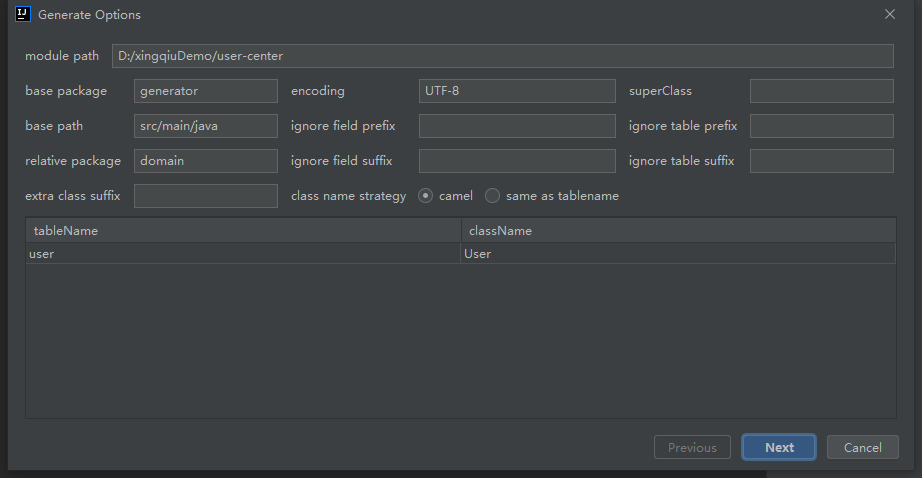 IJ Generate Options
module path D:/xingqiuDemo/user-center
base package generator encoding UTF-8 superClass
base path src/main/java ignore field prefix ignore table prefix
relative package domain ignore field suffix ignore table suffix
extra class suffix class name strategy camel same as tablename
tableName className
user User
Previous Next Cancel